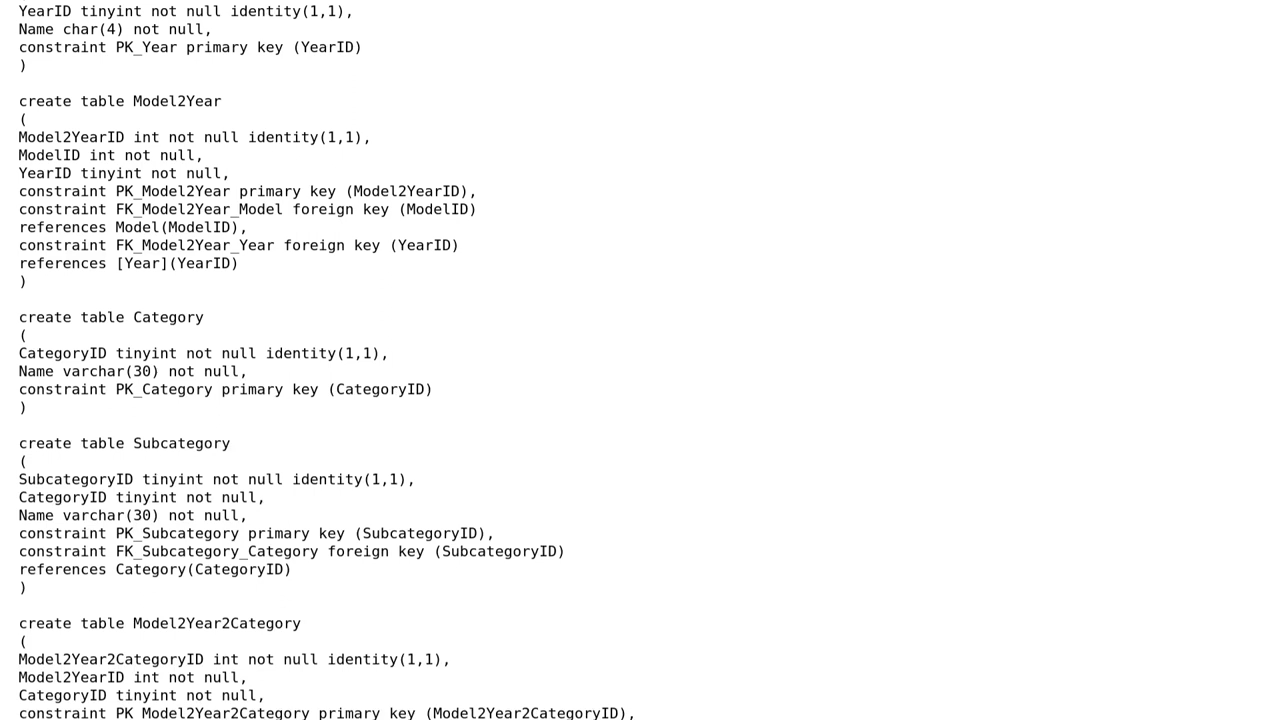 YearID tinyint not null identity(1,1),
Name char(4) not null,
constraint PK_Year primary key (YearID)
)
create table Model2Year
(
Model2YearID int not null identity(1,1),
ModelID int not null,
YearID tinyint not null,
constraint PK_Model2Year primary key (Model2YearID),
constraint FK_Model2Year_Model foreign key (ModelID)
references Model(ModelID),
constraint FK_Model2Year_Year foreign key (YearID)
references [Year](YearID)
)
create table Category
(
CategoryID tinyint not null identity(1,1),
Name varchar(30) not null,
constraint PK_Category primary key (CategoryID)
)
create table Subcategory
(
SubcategoryID tinyint not null identity(1,1),
CategoryID tinyint not null,
Name varchar(30) not null,
constraint PK_Subcategory primary key (SubcategoryID),
constraint FK_Subcategory_Category foreign key (SubcategoryID)
references Category(CategoryID)
)
create table Model2Year2Category
(
Model2Year2CategoryID int not null identity(1,1),
Model2YearID int not null,
CategoryID tinyint not null,
constraint PK_Model2Year2Category primary key (Model2Year2CategoryID),